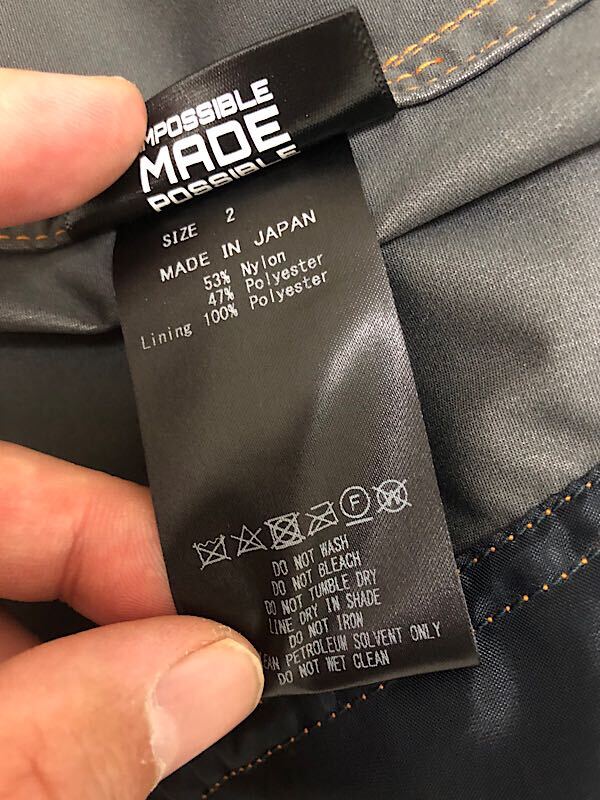 MPOSSIBLE
MADE
POSSIBLE
SIZE 2
MADE IN JAPAN
53% Nylon
47% Polyester
Lining 100% Polyester
F W
DO NOT WASH
DO NOT BLEACH
DO NOT TUMBLE DRY
LINE DRY IN SHADE
DO NOT IRON
PETROLEUM SOLVENT ONLY
DO NOT WET CLEAN